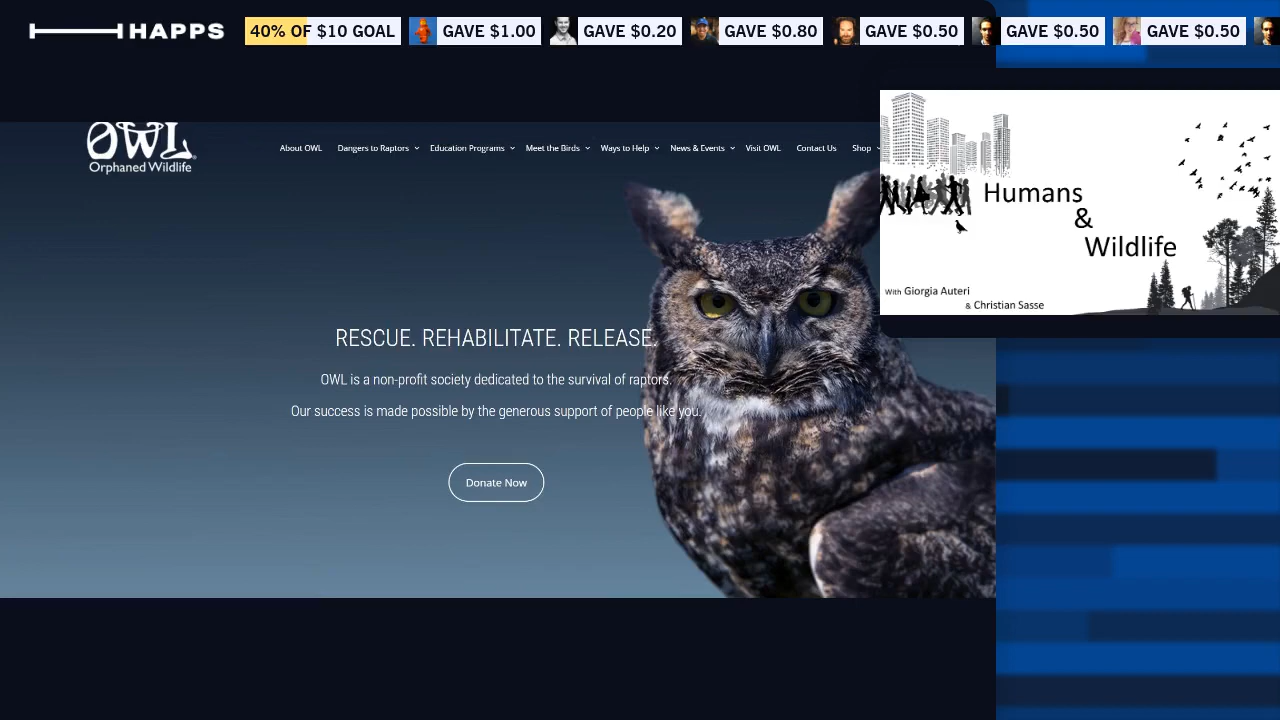 HAPPS
40% OF $10 GOAL
GAVE $1.00
GAVE $0.20
GAVE $0.80
GAVE $0.50
GAVE $0.50
GAVE $0.50
OWL
Orphaned Wildlife
About OWL
Dangers to Raptors
Education Programs
Meet the Birds
Ways to Help
News & Events
Visit OWL
Contact Us
Shop
Humans
&
Wildlife
With Giorgia Auteri
& Christian Sasse
RESCUE. REHABILITATE. RELEASE.
OWL is a non-profit society dedicated to the survival of raptors.
Our success is made possible by the generous support of people like you.
Donate Now